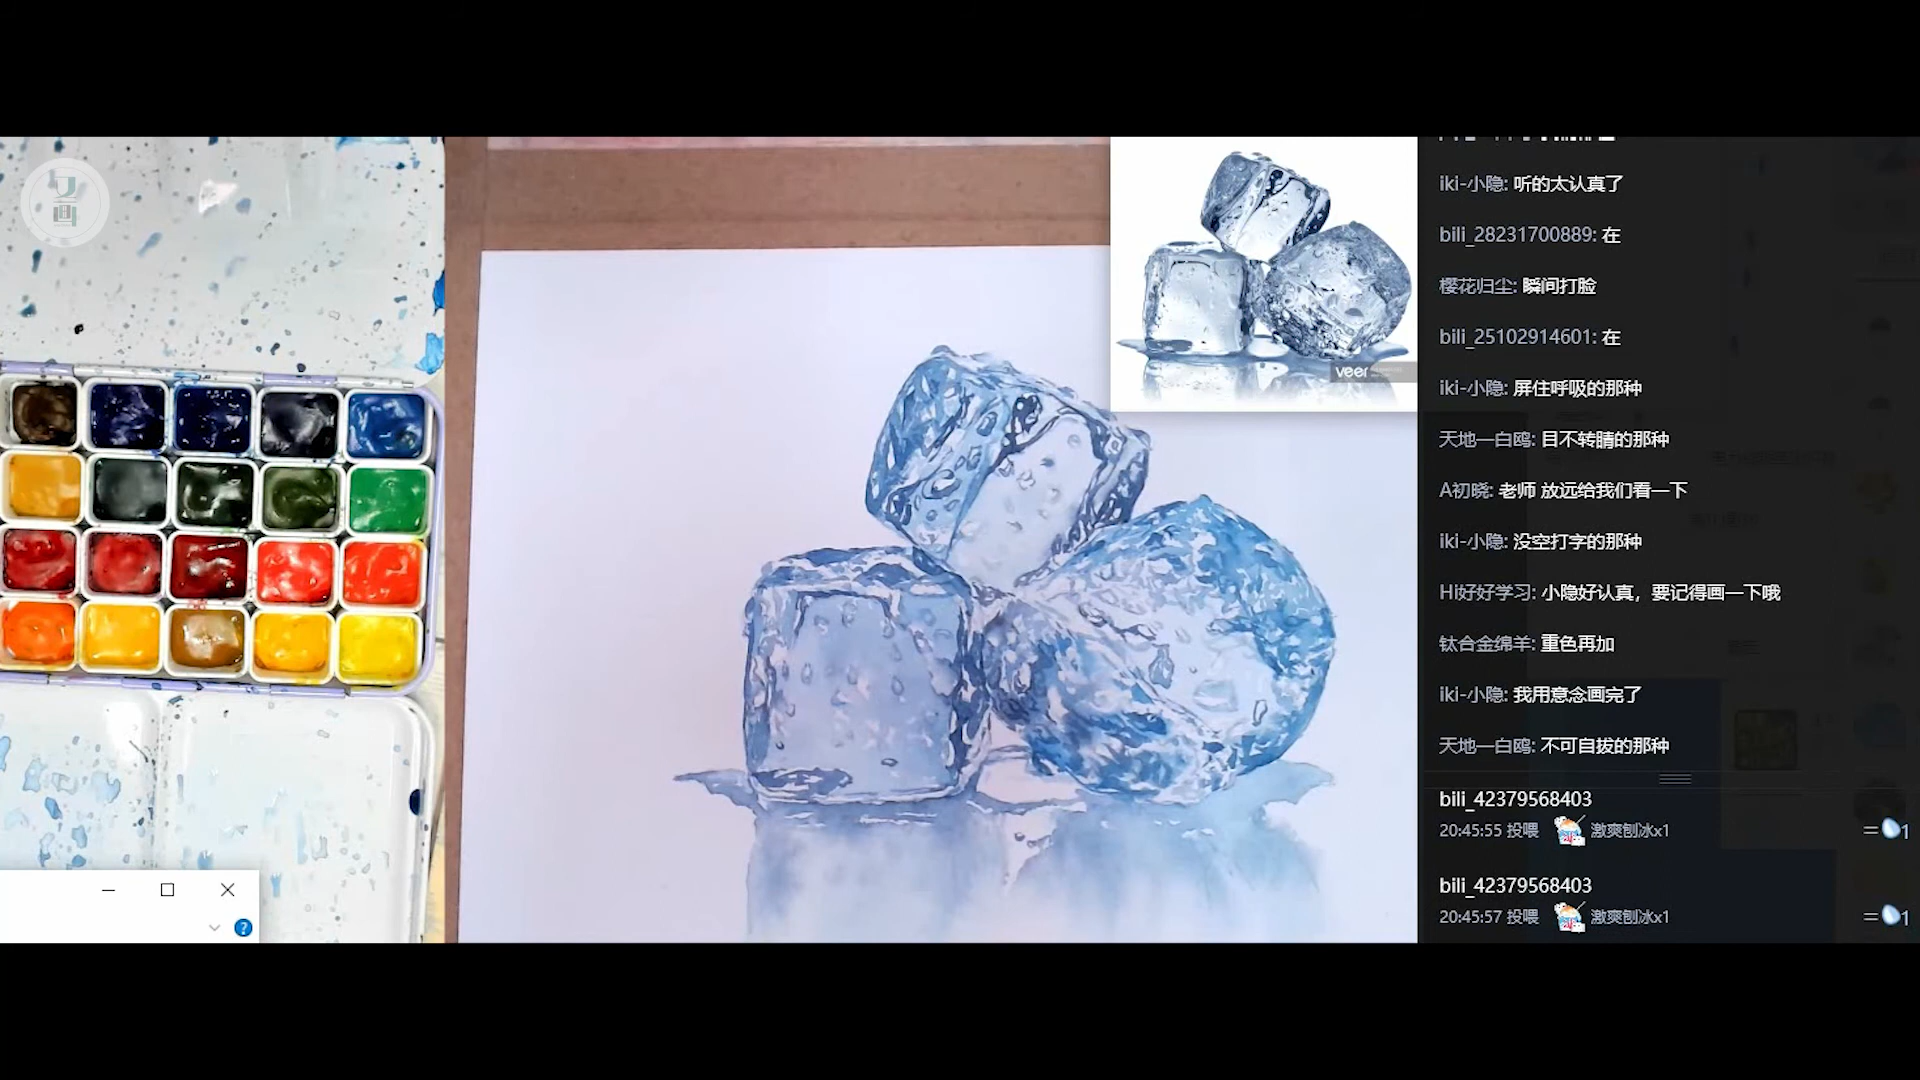 veer
iki-小隐: 听的太认真了
bili_28231700889: 在
樱花归尘: 瞬间打脸
bili_25102914601: 在
iki-小隐: 屏住呼吸的那种
天地一白鸥: 目不转睛的那种
A初晓: 老师 放远给我们看一下
iki-小隐: 没空打字的那种
Hi好好学习: 小隐好认真，要记得画一下哦
钛合金绵羊: 重色再加
iki-小隐: 我用意念画完了
天地一白鸥: 不可自拔的那种
bili_42379568403
20:45:55 投喂 激爽刨冰x1 =1
bili_42379568403
20:45:57 投喂 激爽刨冰x1 =1